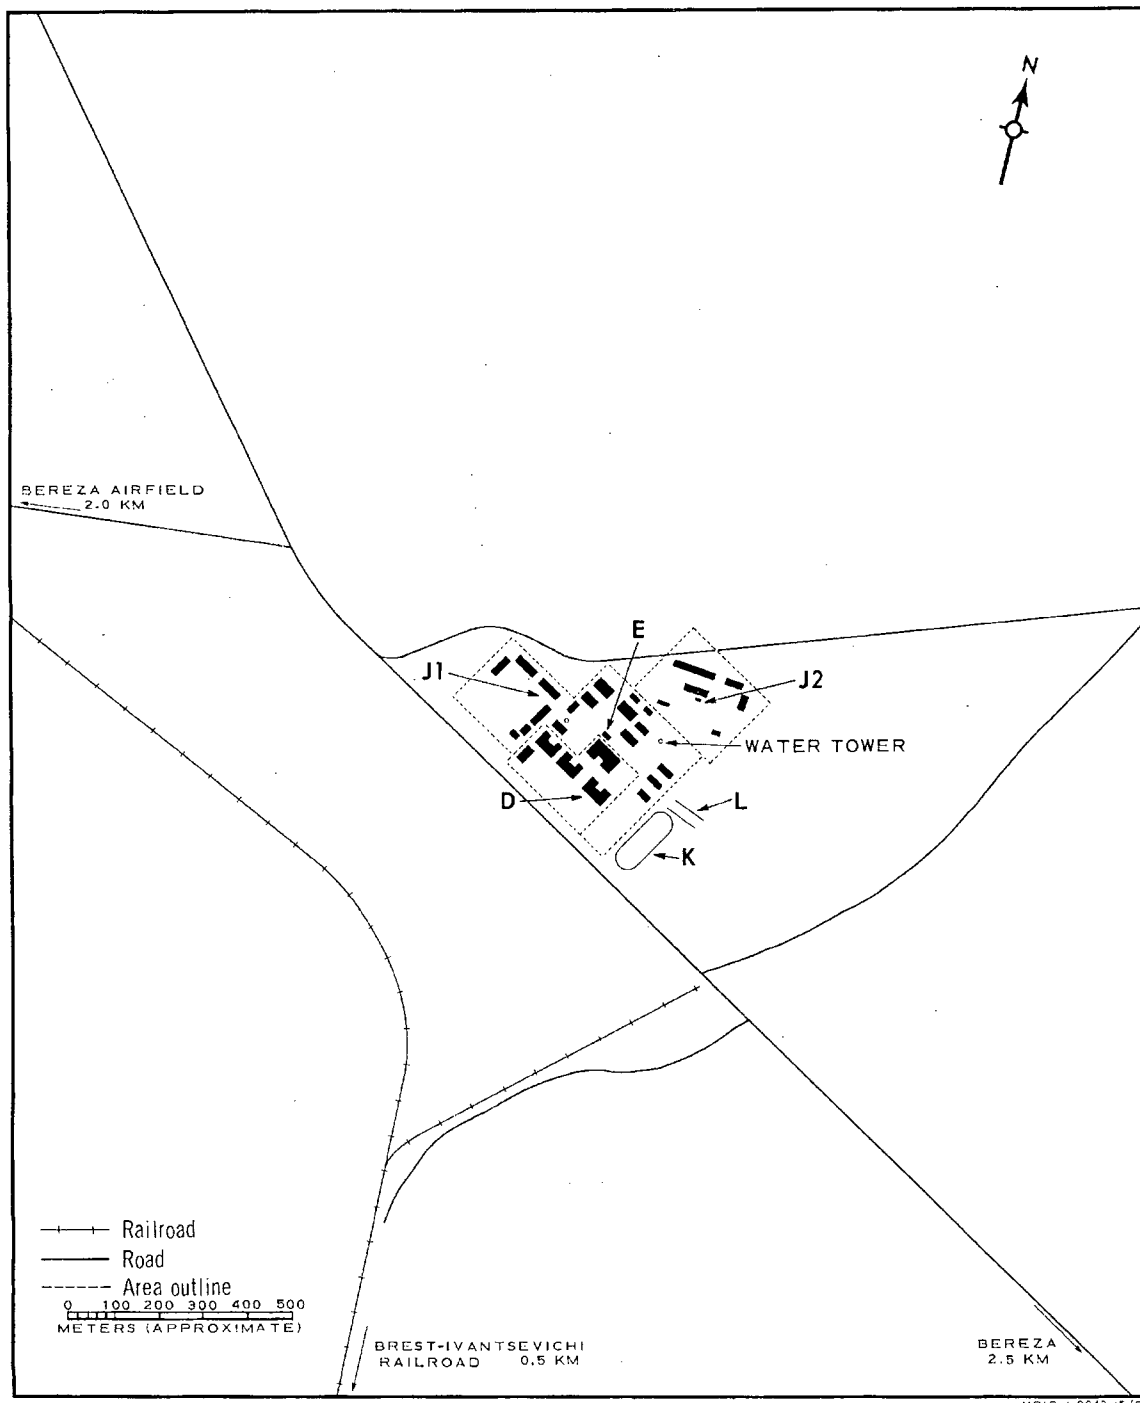 N
BEREZA AIRFIELD
2.0 KM
E
J1
J2
WATER TOWER
D
L
K
Railroad
Road
Area outline
0 100 200 300 400 500
METERS (APPROXIMATE)
BREST-IVANTSEVICHI
RAILROAD 0.5 KM
BEREZA
2.5 KM